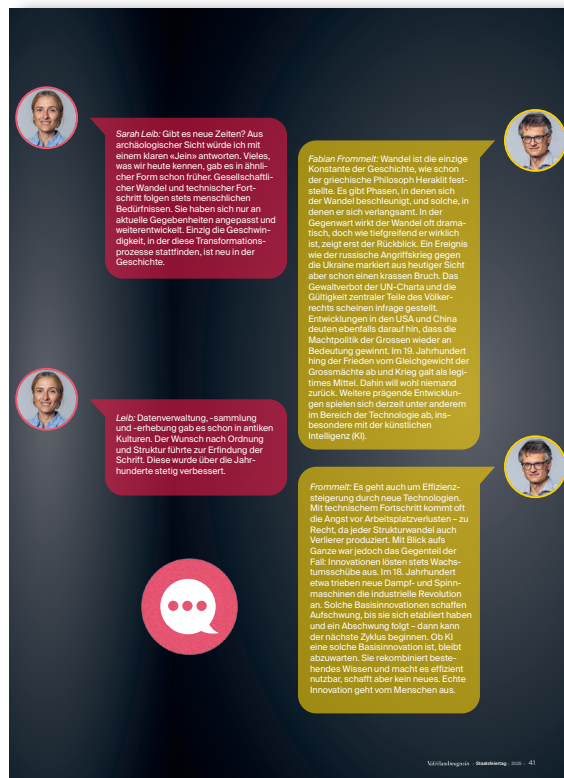 Sarah Leib: Gibt es neue Zeiten? Aus
archäologischer Sicht würde ich mit
einem klaren «Jein» antworten. Vieles,
was wir heute kennen, gab es in ähnli-
cher Form schon früher. Gesellschaftli-
cher Wandel und technischer Fort-
schritt folgen stets menschlichen
Bedürfnissen. Sie haben sich nur an
aktuelle Gegebenheiten angepasst und
weiterentwickelt. Einzig die Geschwin-
digkeit, in der diese Transformations-
prozesse stattfinden, ist neu in der
Geschichte.
Fabian Frommelt: Wandel ist die einzige
Konstante der Geschichte, wie schon
der griechische Philosoph Heraklit fest-
stellte. Es gibt Phasen, in denen sich
der Wandel beschleunigt, und solche, in
denen er sich verlangsamt. In der
Gegenwart wirkt der Wandel oft drama-
tisch, doch wie tiefgreifend er wirklich
ist, zeigt erst der Rückblick. Ein Ereignis
wie der russische Angriffskrieg gegen
die Ukraine markiert aus heutiger Sicht
aber schon einen krassen Bruch. Das
Gewaltverbot der UN-Charta und die
Gültigkeit zentraler Teile des Völker-
rechts scheinen infrage gestellt.
Entwicklungen in den USA und China
deuten ebenfalls darauf hin, dass die
Machtpolitik der Grossen wieder an
Bedeutung gewinnt. Im 19. Jahrhundert
hing der Frieden vom Gleichgewicht der
Grossmächte ab und Krieg galt als legi-
times Mittel. Dahin will wohl niemand
zurück. Weitere prägende Entwicklun-
gen spielen sich derzeit unter anderem
im Bereich der Technologie ab, ins-
besondere mit der künstlichen
Intelligenz (KI).
Leib: Datenverwaltung, -sammlung
und -erhebung gab es schon in antiken
Kulturen. Der Wunsch nach Ordnung
und Struktur führte zur Erfindung der
Schrift. Diese wurde über die Jahr-
hunderte stetig verbessert.
Frommelt: Es geht auch um Effizienz-
steigerung durch neue Technologien.
Mit technischem Fortschritt kommt oft
die Angst vor Arbeitsplatzverlusten – zu
Recht, da jeder Strukturwandel auch
Verlierer produziert. Mit Blick aufs
Ganze war jedoch das Gegenteil der
Fall: Innovationen lösten stets Wachs-
tumsschübe aus. Im 18. Jahrhundert
etwa trieben neue Dampf- und Spinn-
maschinen die industrielle Revolution
an. Solche Basisinnovationen schaffen
Aufschwung, bis sie sich etabliert haben
und ein Abschwung folgt – dann kann
der nächste Zyklus beginnen. Ob KI
eine solche Basisinnovation ist, bleibt
abzuwarten. Sie rekombiniert beste-
hendes Wissen und macht es effizient
nutzbar, schafft aber kein neues. Echte
Innovation geht vom Menschen aus.
Vaterlandmagazin - Staatsfeiertag - 2025 - 41